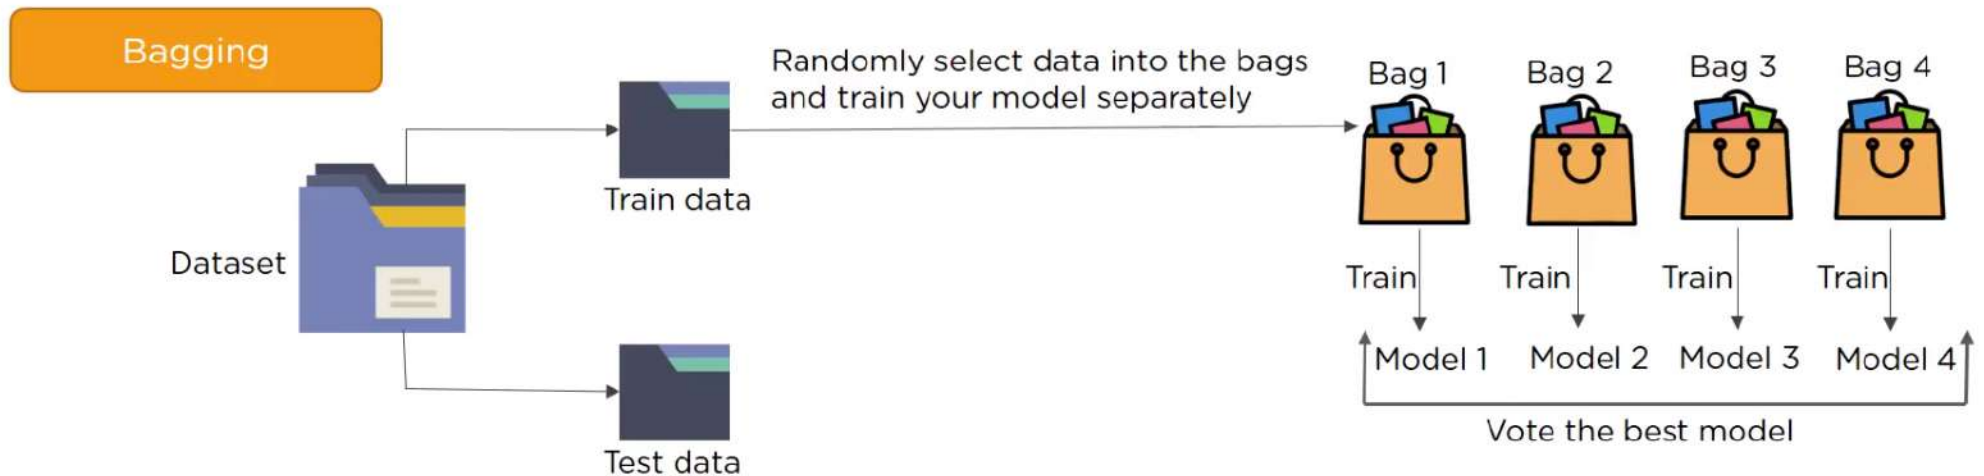 Bagging
Randomly select data into the bags
and train your model separately
Bag 1
Bag 2
Bag 3
Bag 4
Train data
Dataset
Train
Train
Train
Train
Model 1
Model 2
Model 3
Model 4
Vote the best model
Test data